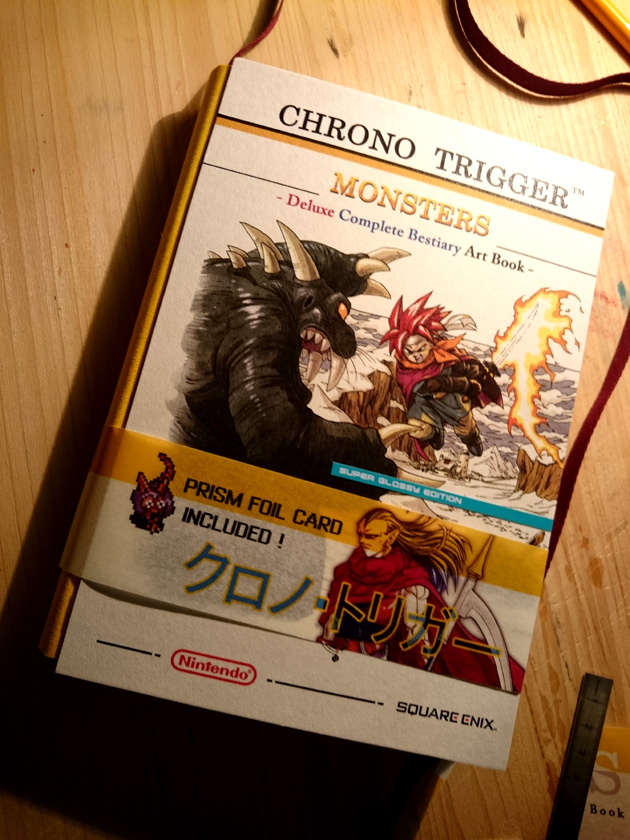 CHRONO TRIGGER™
MONSTERS
- Deluxe Complete Bestiary Art Book -
SUPER GLOSSY EDITION
PRISM FOIL CARD
INCLUDED !
クロノ・トリガー
Nintendo®
SQUARE ENIX™
S
Book